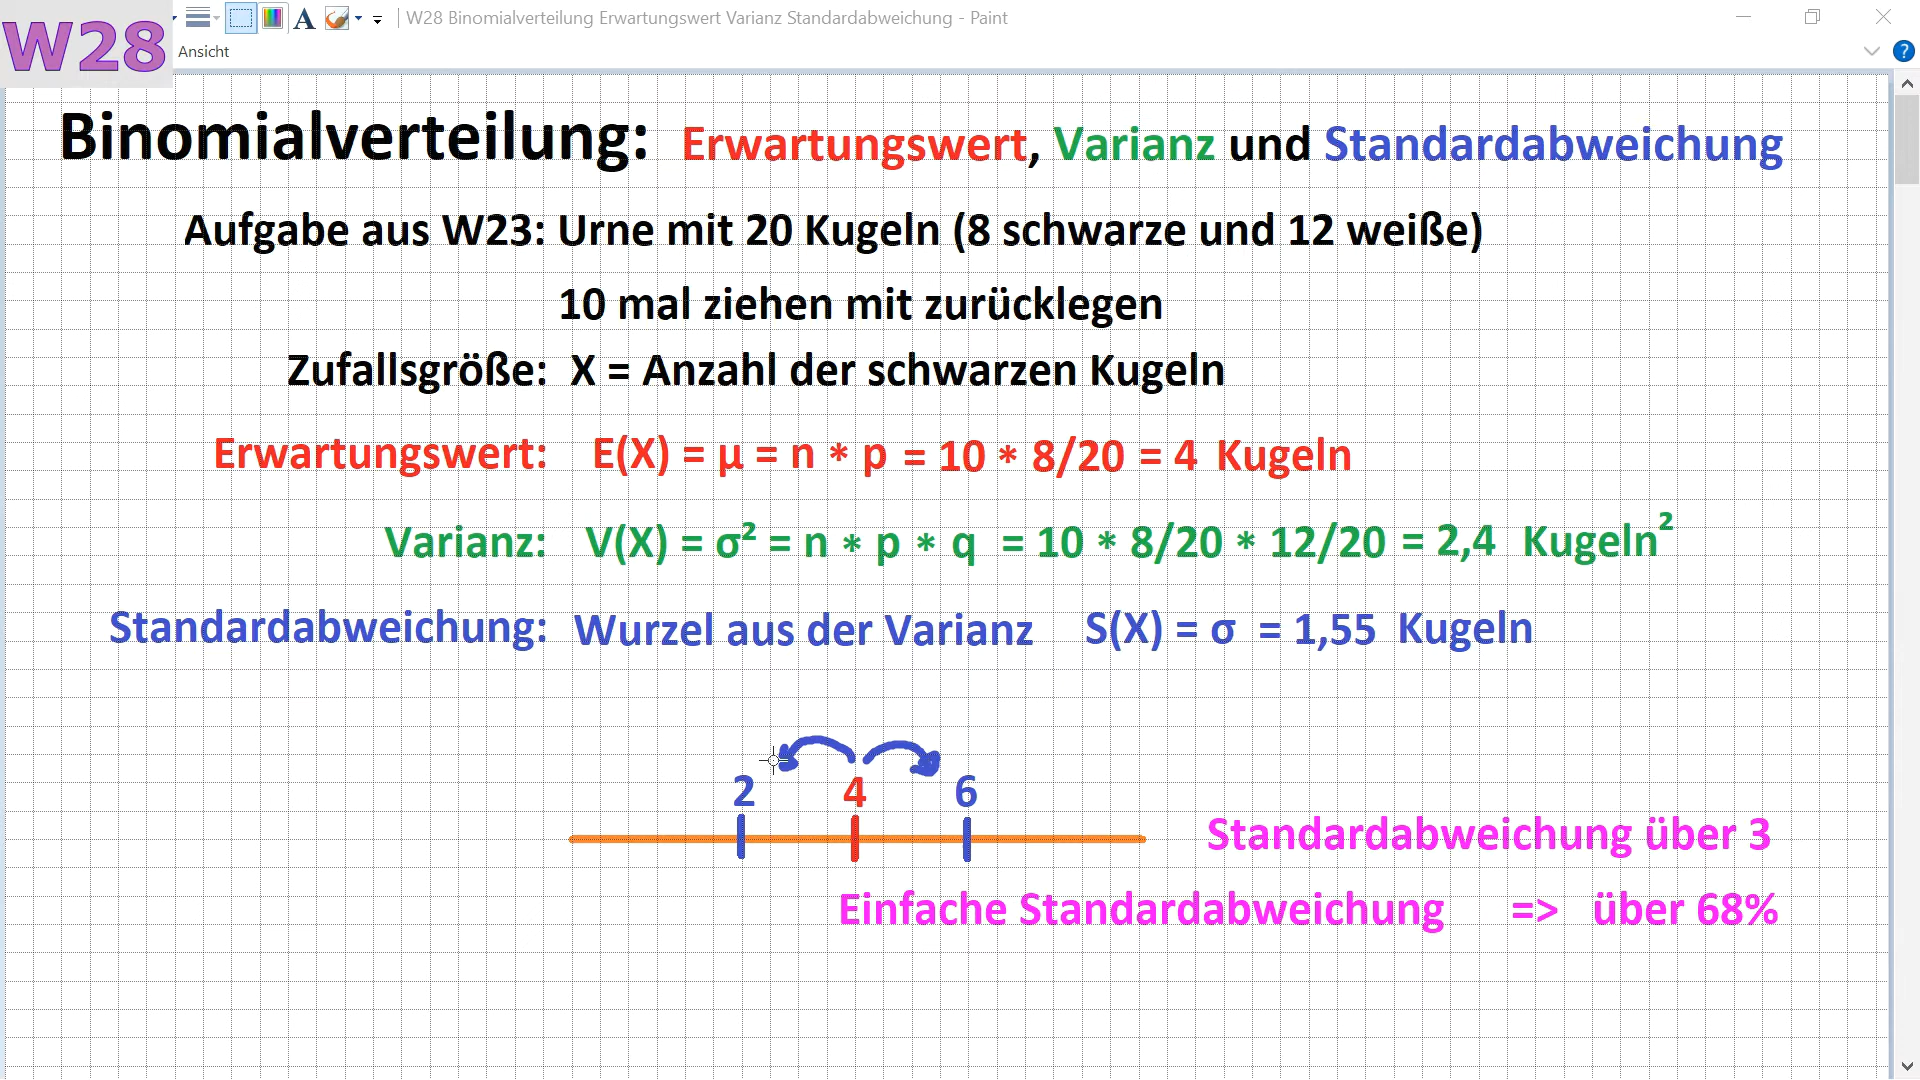 W28 Binomialverteilung Erwartungswert Varianz Standardabweichung - Paint
W28
Ansicht
Binomialverteilung: Erwartungswert, Varianz und Standardabweichung
Aufgabe aus W23: Urne mit 20 Kugeln (8 schwarze und 12 weiße)
10 mal ziehen mit zurücklegen
Zufallsgröße: X = Anzahl der schwarzen Kugeln
Erwartungswert: E(X) = μ = n * p = 10 * 8/20 = 4 Kugeln
Varianz: V(X) = σ² = n * p * q = 10 * 8/20 * 12/20 = 2,4 Kugeln²
Standardabweichung: Wurzel aus der Varianz S(X) = σ = 1,55 Kugeln
2 4 6
Standardabweichung über 3
Einfache Standardabweichung => über 68%